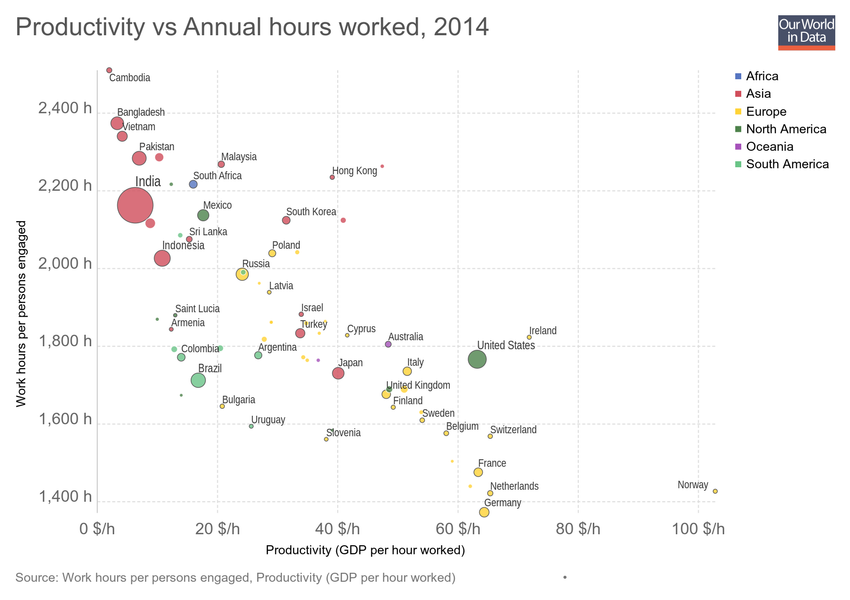 Productivity vs Annual hours worked, 2014
Our World
in Data
Africa
Asia
Europe
North America
Oceania
South America
Work hours per persons engaged
2,400 h
2,200 h
2,000 h
1,800 h
1,600 h
1,400 h
Cambodia
Bangladesh
Vietnam
Pakistan
Malaysia
Hong Kong
India
South Africa
Mexico
South Korea
Sri Lanka
Indonesia
Poland
Russia
Latvia
Saint Lucia
Israel
Armenia
Turkey
Cyprus
Ireland
Australia
United States
Colombia
Argentina
Brazil
Japan
Italy
United Kingdom
Bulgaria
Finland
Uruguay
Sweden
Slovenia
Belgium
Switzerland
France
Netherlands
Norway
Germany
0 $/h
20 $/h
40 $/h
60 $/h
80 $/h
100 $/h
Productivity (GDP per hour worked)
Source: Work hours per persons engaged, Productivity (GDP per hour worked)